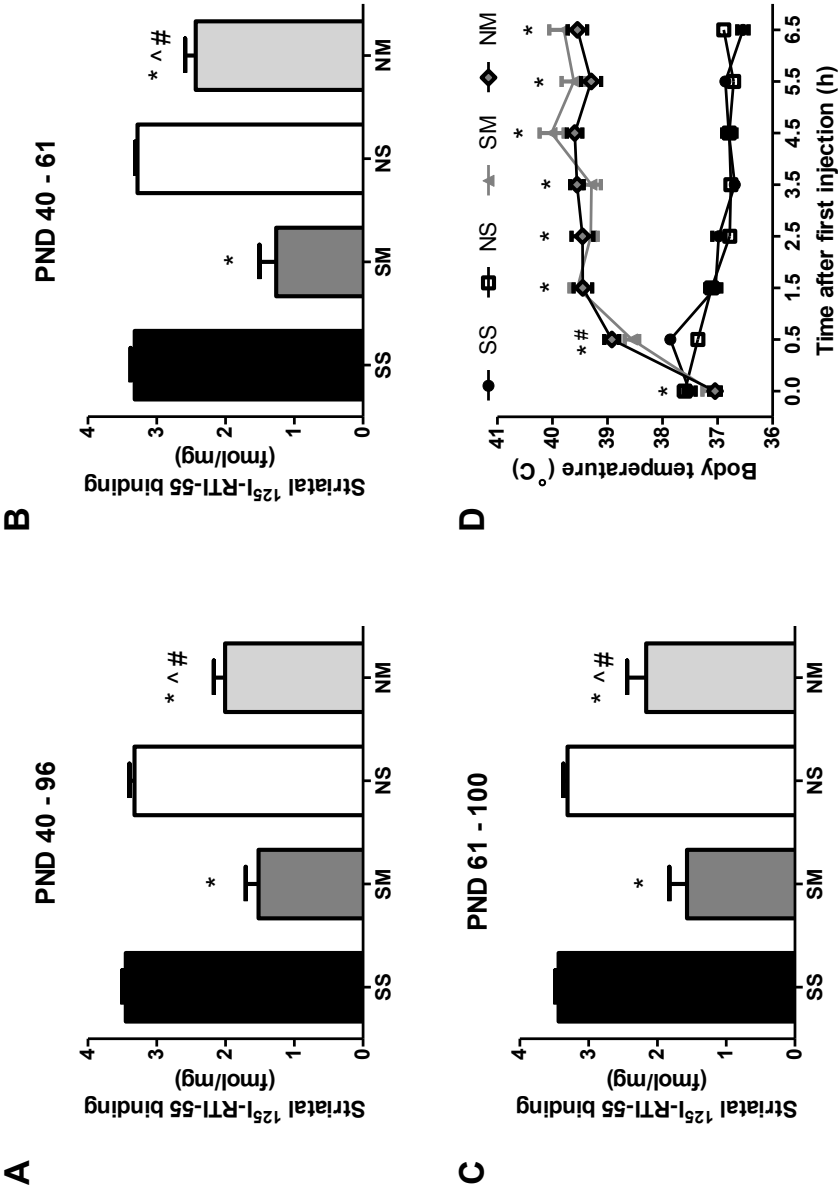 A
PND 40 - 96
Striatal ¹²⁵I-RTI-55 binding
(fmol/mg)
4
3
2
1
0
*
* ^ #
SS
SM
NS
NM
B
PND 40 - 61
Striatal ¹²⁵I-RTI-55 binding
(fmol/mg)
4
3
2
1
0
*
* ^ #
SS
SM
NS
NM
C
PND 61 - 100
Striatal ¹²⁵I-RTI-55 binding
(fmol/mg)
4
3
2
1
0
*
* ^ #
SS
SM
NS
NM
D
SS
NS
SM
NM
Body temperature (°C)
41
40
39
38
37
36
*
* #
*
*
*
*
*
*
0.0
0.5
1.5
2.5
3.5
4.5
5.5
6.5
Time after first injection (h)